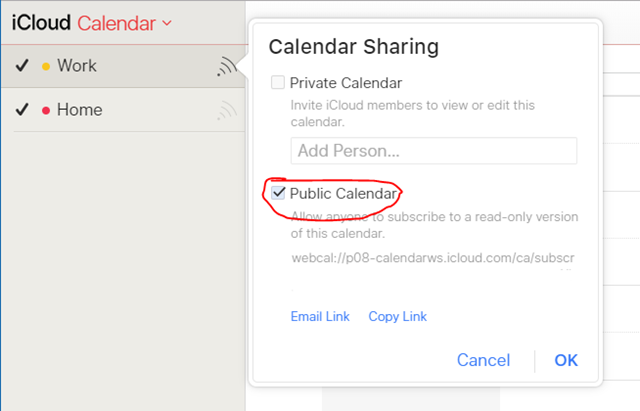 iCloud Calendar
Work
Home
Calendar Sharing
Private Calendar
Invite iCloud members to view or edit this
calendar.
Add Person...
Public Calendar
Allow anyone to subscribe to a read-only version
of this calendar.
webcal://p08-calendarws.icloud.com/ca/subscr
Email Link Copy Link
Cancel OK